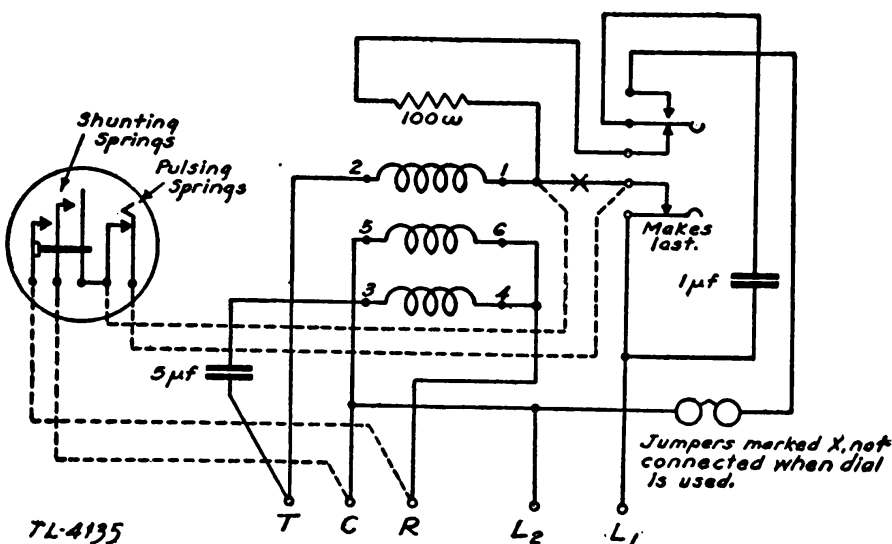 Shunting
Springs
Pulsing
Springs
100ω
2
1
5
6
3
4
Makes
last.
1μf
5μf
Jumpers marked X, not
connected when dial
is used.
T
C
R
L2
L1
TL-4135